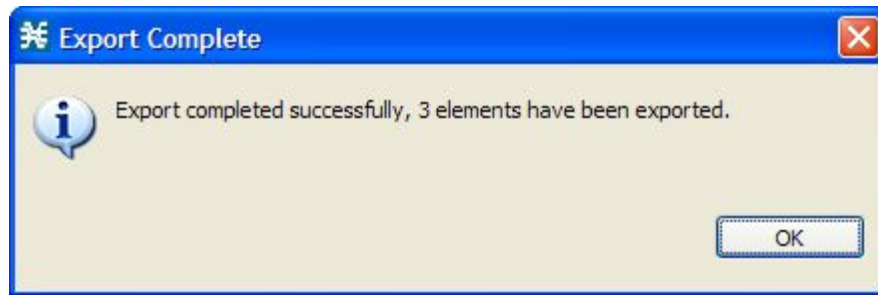 Export Complete
Export completed successfully, 3 elements have been exported.
OK